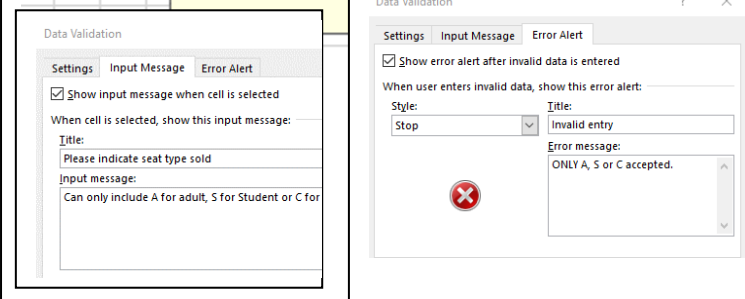 Data Validation
Settings Input Message Error Alert
Show input message when cell is selected
When cell is selected, show this input message:
Title:
Please indicate seat type sold
Input message:
Can only include A for adult, S for Student or C for
Data Validation ? ×
Settings Input Message Error Alert
Show error alert after invalid data is entered
When user enters invalid data, show this error alert:
Style: Title:
Stop Invalid entry
Error message:
ONLY A, S or C accepted.